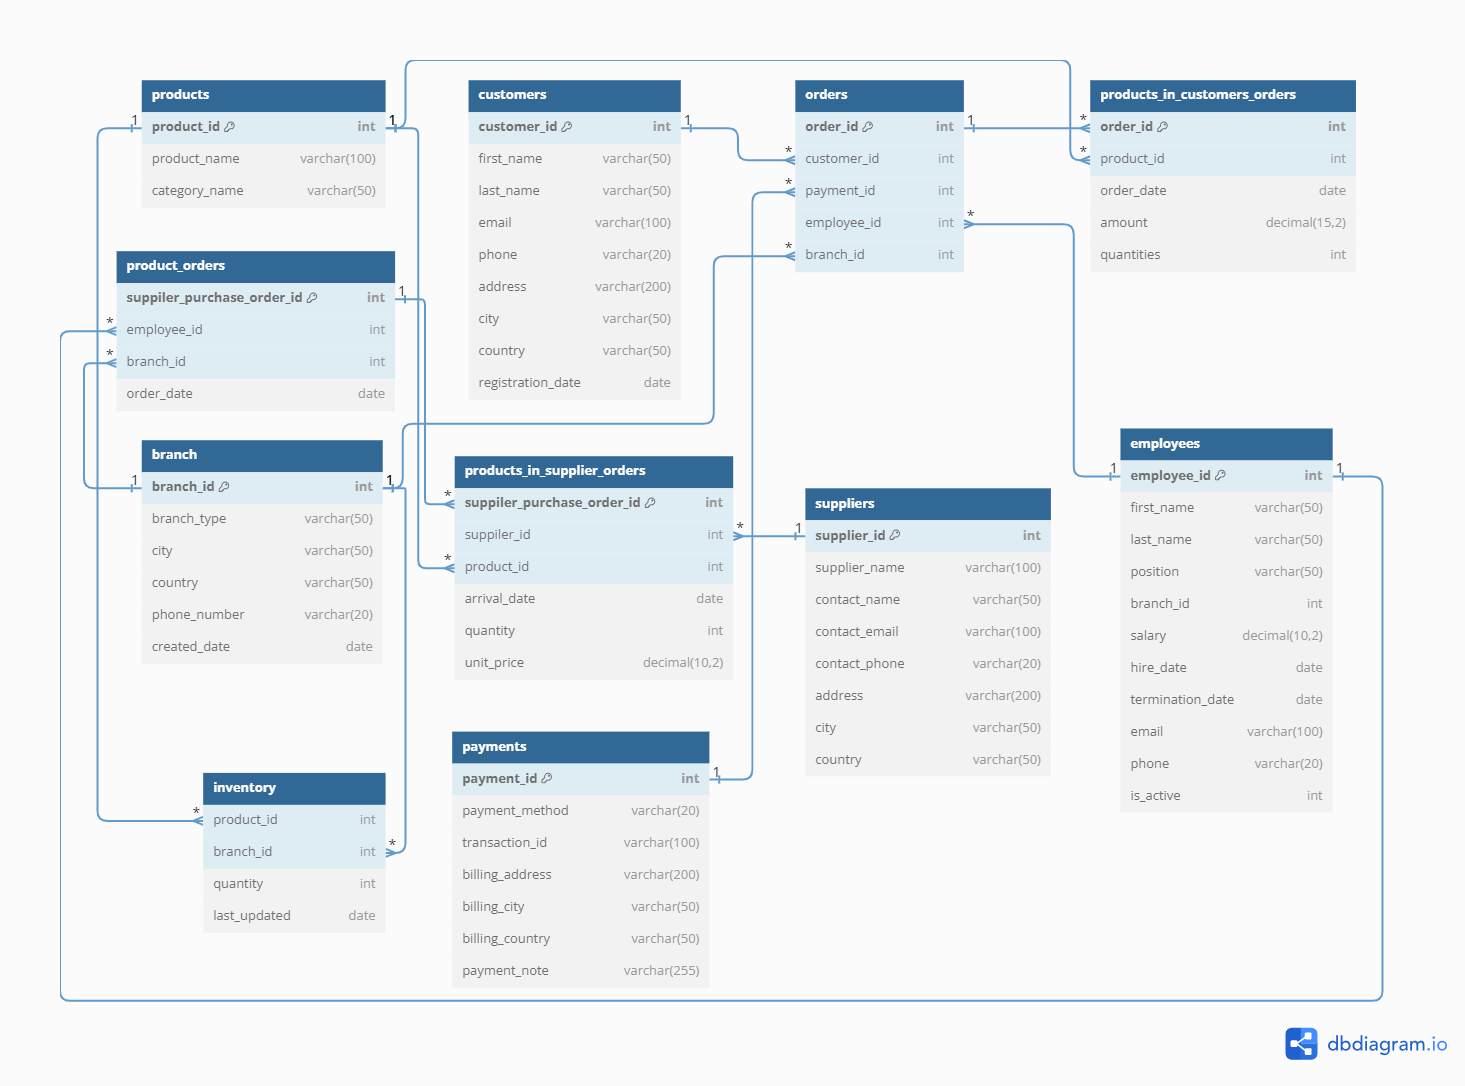 products
product_id int
product_name varchar(100)
category_name varchar(50)
1
1
customers
customer_id int
first_name varchar(50)
last_name varchar(50)
email varchar(100)
phone varchar(20)
address varchar(200)
city varchar(50)
country varchar(50)
registration_date date
1
orders
order_id int
customer_id int
payment_id int
employee_id int
branch_id int
1
*
*
*
*
products_in_customers_orders
order_id int
product_id int
order_date date
amount decimal(15,2)
quantities int
*
*
product_orders
suppiler_purchase_order_id int
employee_id int
branch_id int
order_date date
1
*
*
branch
branch_id int
branch_type varchar(50)
city varchar(50)
country varchar(50)
phone_number varchar(20)
created_date date
1
1
products_in_supplier_orders
suppiler_purchase_order_id int
suppiler_id int
product_id int
arrival_date date
quantity int
unit_price decimal(10,2)
*
*
*
suppliers
supplier_id int
supplier_name varchar(100)
contact_name varchar(50)
contact_email varchar(100)
contact_phone varchar(20)
address varchar(200)
city varchar(50)
country varchar(50)
1
employees
employee_id int
first_name varchar(50)
last_name varchar(50)
position varchar(50)
branch_id int
salary decimal(10,2)
hire_date date
termination_date date
email varchar(100)
phone varchar(20)
is_active int
1
1
inventory
product_id int
branch_id int
quantity int
last_updated date
*
*
payments
payment_id int
payment_method varchar(20)
transaction_id varchar(100)
billing_address varchar(200)
billing_city varchar(50)
billing_country varchar(50)
payment_note varchar(255)
1
dbdiagram.io